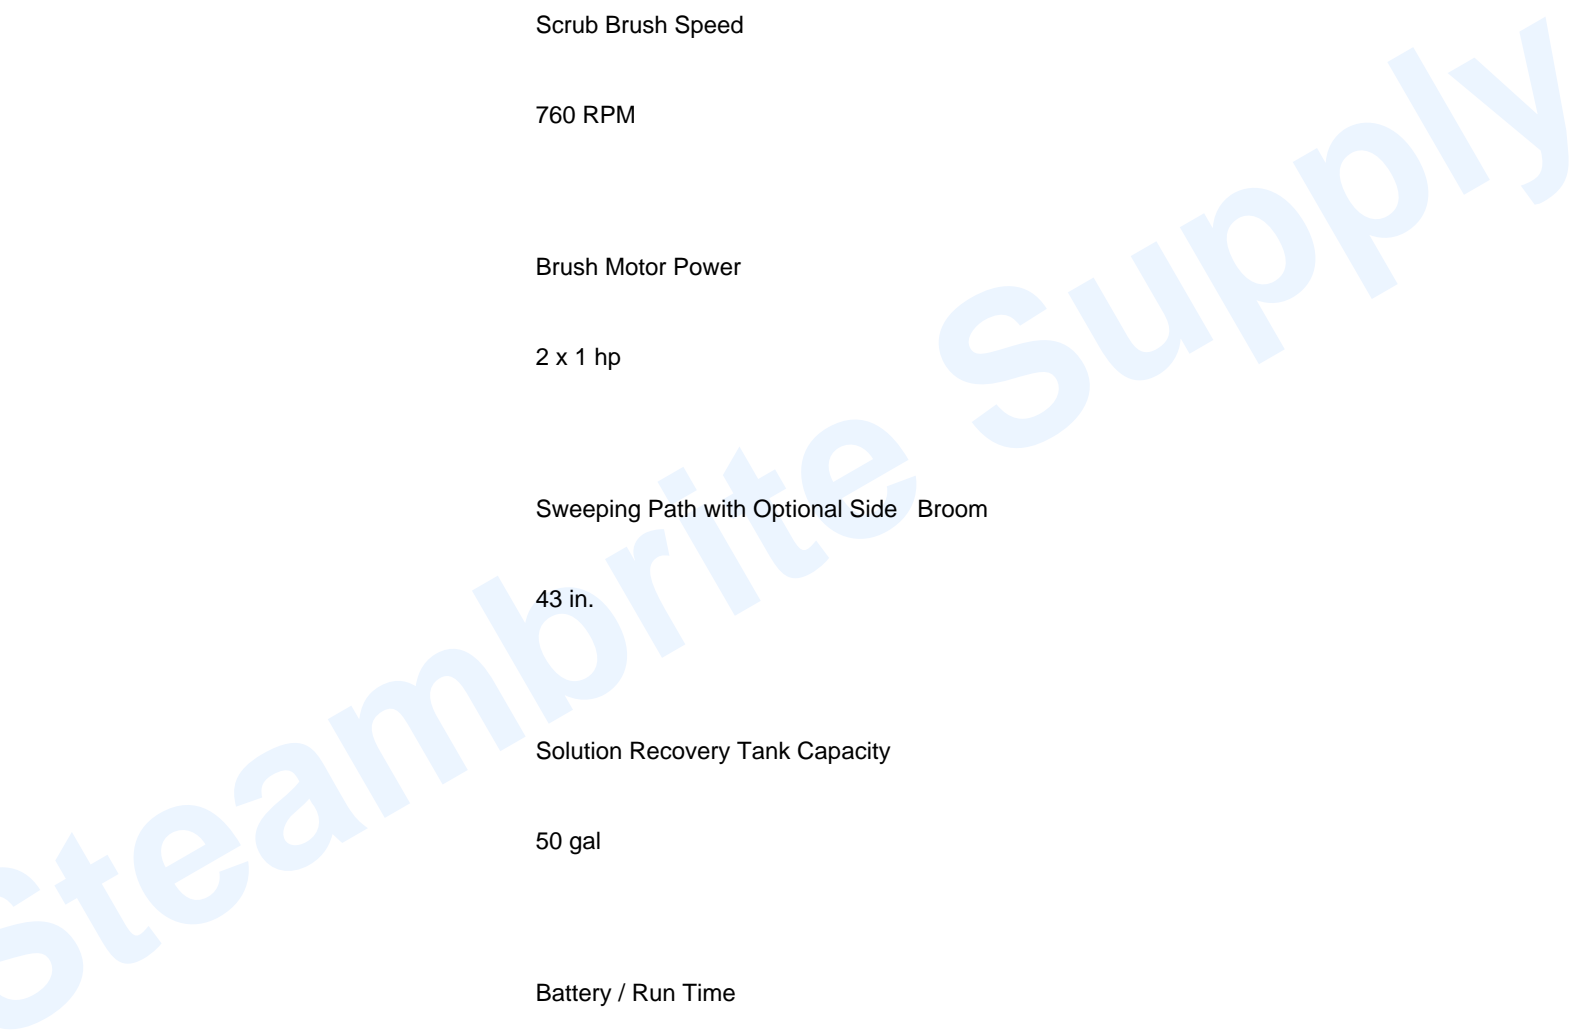 Scrub Brush Speed
760 RPM
Brush Motor Power
2 x 1 hp
Sweeping Path with Optional Side Broom
43 in.
Solution Recovery Tank Capacity
50 gal
Battery / Run Time
Steambrite Supply